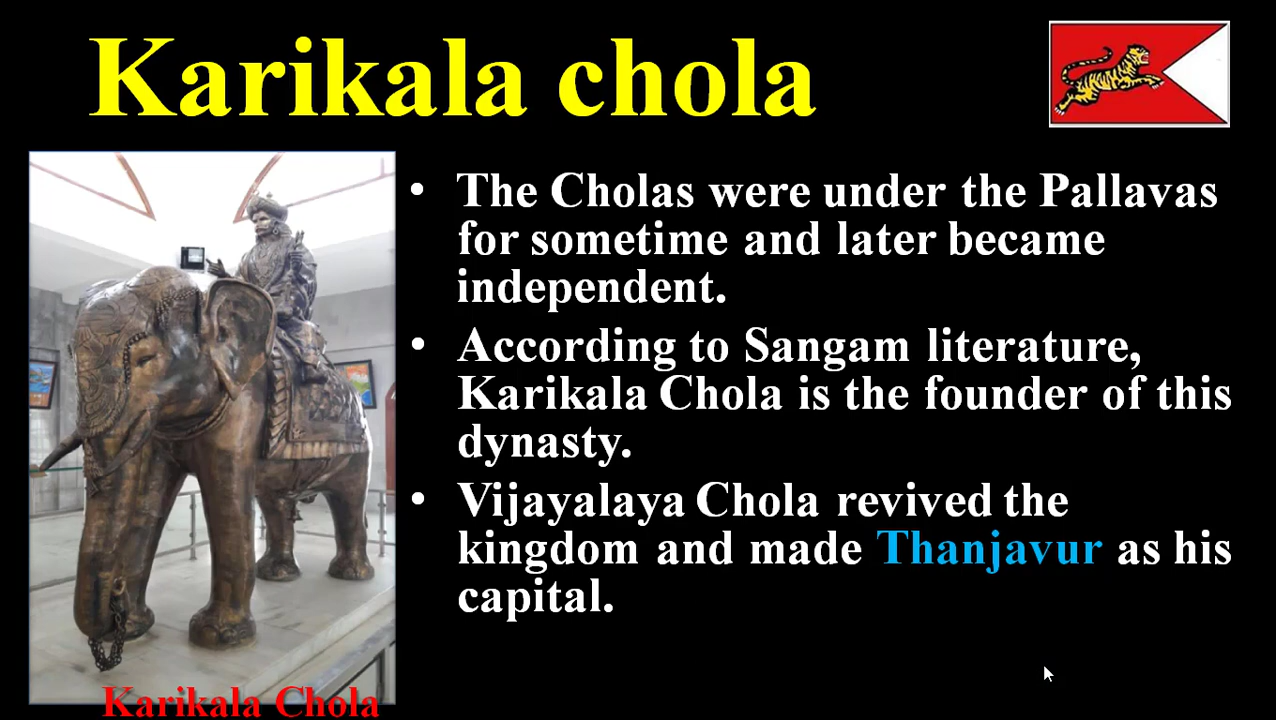 Karikala chola
• The Cholas were under the Pallavas
for sometime and later became
independent.
• According to Sangam literature,
Karikala Chola is the founder of this
dynasty.
• Vijayalaya Chola revived the
kingdom and made Thanjavur as his
capital.
Karikala Chola